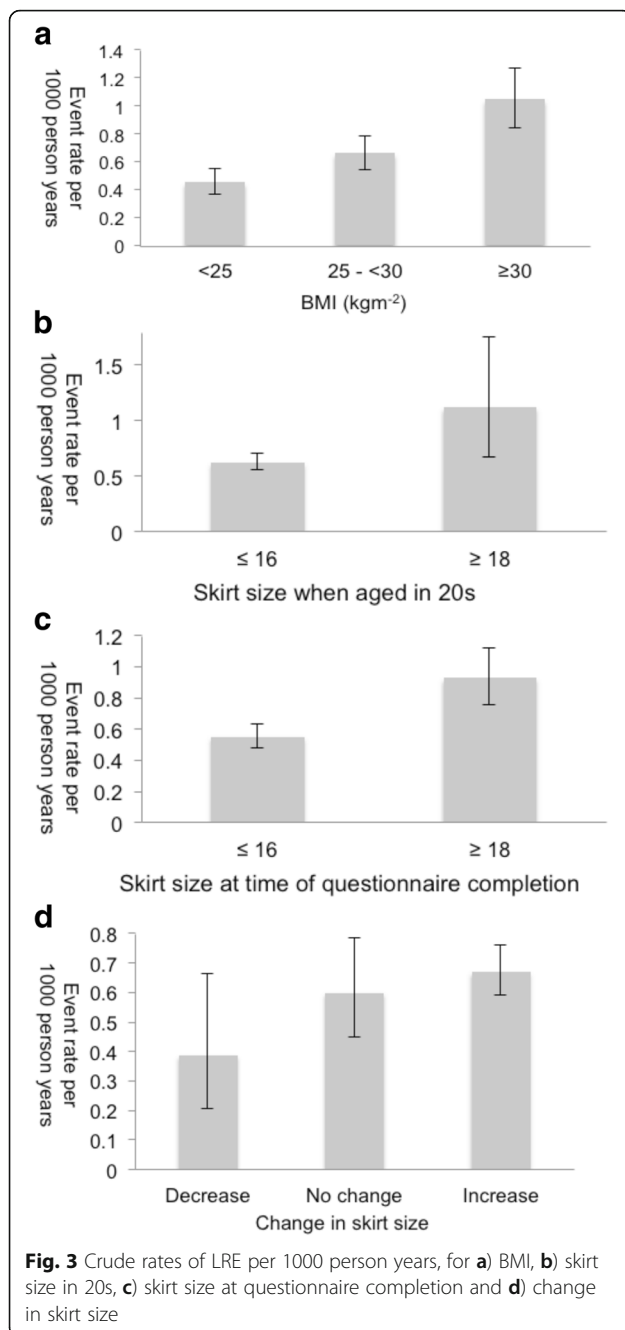 a
Event rate per
1000 person years
1.4
1.2
1
0.8
0.6
0.4
0.2
0
<25 25 - <30 ≥30
BMI (kgm-2)
b
Event rate per
1000 person years
1.5
1
0.5
0
≤ 16 ≥ 18
Skirt size when aged in 20s
c
Event rate per
1000 person years
1.2
1
0.8
0.6
0.4
0.2
0
≤ 16 ≥ 18
Skirt size at time of questionnaire completion
d
Event rate per
1000 person years
0.8
0.7
0.6
0.5
0.4
0.3
0.2
0.1
0
Decrease No change Increase
Change in skirt size
Fig. 3 Crude rates of LRE per 1000 person years, for a) BMI, b) skirt
size in 20s, c) skirt size at questionnaire completion and d) change
in skirt size